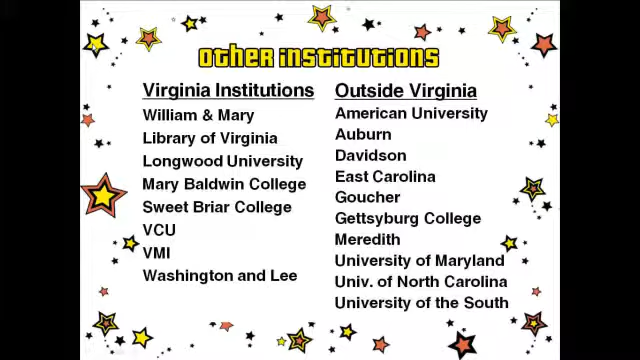 other institutions
Virginia Institutions
William & Mary
Library of Virginia
Longwood University
Mary Baldwin College
Sweet Briar College
VCU
VMI
Washington and Lee
Outside Virginia
American University
Auburn
Davidson
East Carolina
Goucher
Gettsyburg College
Meredith
University of Maryland
Univ. of North Carolina
University of the South